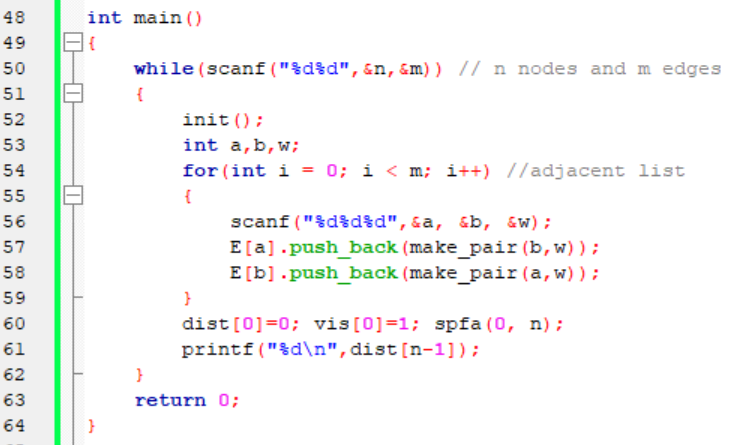 48 int main()
49 {
50 while(scanf("%d%d",&n,&m)) // n nodes and m edges
51 {
52 init();
53 int a,b,w;
54 for(int i = 0; i < m; i++) //adjacent list
55 {
56 scanf("%d%d%d",&a, &b, &w);
57 E[a].push_back(make_pair(b,w));
58 E[b].push_back(make_pair(a,w));
59 }
60 dist[0]=0; vis[0]=1; spfa(0, n);
61 printf("%d\n",dist[n-1]);
62 }
63 return 0;
64 }